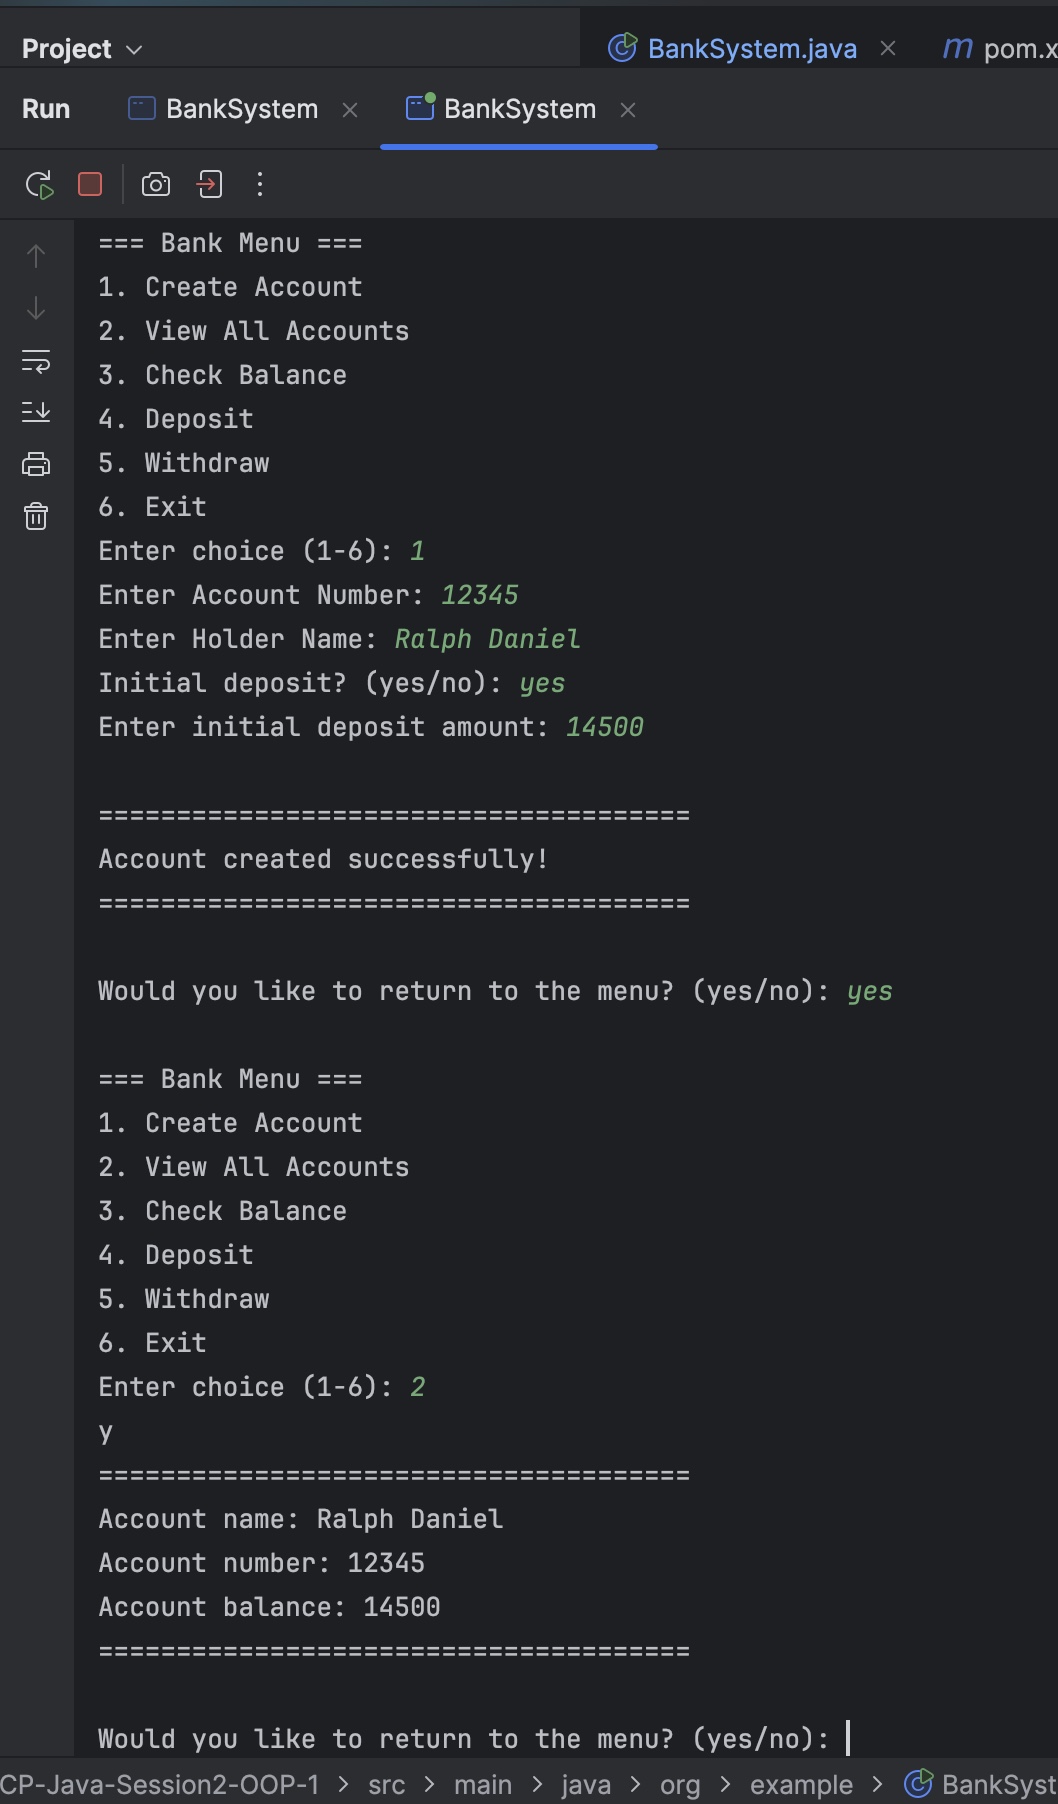 Project
BankSystem.java
m pom.x
Run BankSystem BankSystem
=== Bank Menu ===
1. Create Account
2. View All Accounts
3. Check Balance
4. Deposit
5. Withdraw
6. Exit
Enter choice (1-6): 1
Enter Account Number: 12345
Enter Holder Name: Ralph Daniel
Initial deposit? (yes/no): yes
Enter initial deposit amount: 14500
======================================
Account created successfully!
======================================
Would you like to return to the menu? (yes/no): yes
=== Bank Menu ===
1. Create Account
2. View All Accounts
3. Check Balance
4. Deposit
5. Withdraw
6. Exit
Enter choice (1-6): 2
y
======================================
Account name: Ralph Daniel
Account number: 12345
Account balance: 14500
======================================
Would you like to return to the menu? (yes/no):
CP-Java-Session2-OOP-1 > src > main > java > org > example > BankSyst